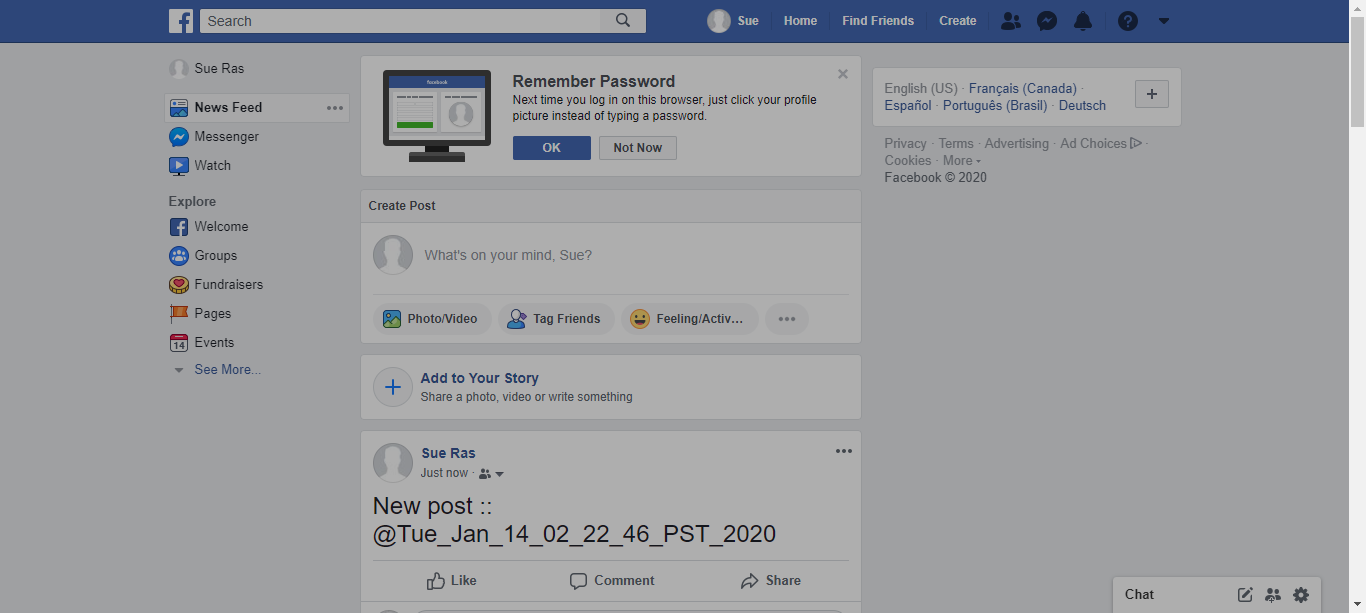 Search
Sue
Home
Find Friends
Create
Sue Ras
News Feed
Messenger
Watch
Explore
Welcome
Groups
Fundraisers
Pages
14
Events
See More...
facebook
Remember Password
Next time you log in on this browser, just click your profile
picture instead of typing a password.
OK
Not Now
Create Post
What's on your mind, Sue?
Photo/Video
Tag Friends
Feeling/Activ...
Add to Your Story
Share a photo, video or write something
Sue Ras
Just now ·
New post ::
@Tue_Jan_14_02_22_46_PST_2020
Like
Comment
Share
English (US) · Français (Canada) ·
Español · Português (Brasil) · Deutsch
Privacy · Terms · Advertising · Ad Choices ·
Cookies · More
Facebook © 2020
Chat